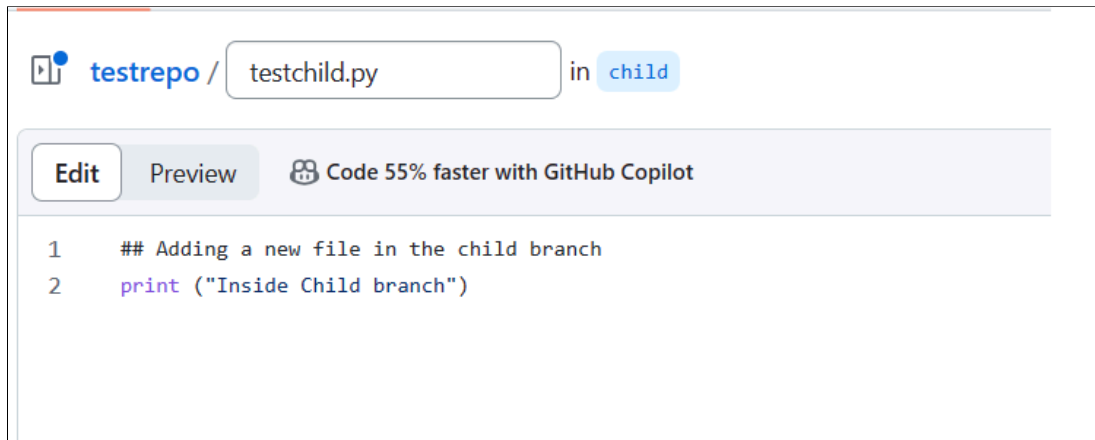 testrepo / testchild.py in child
Edit Preview Code 55% faster with GitHub Copilot
1 ## Adding a new file in the child branch
2 print ("Inside Child branch")